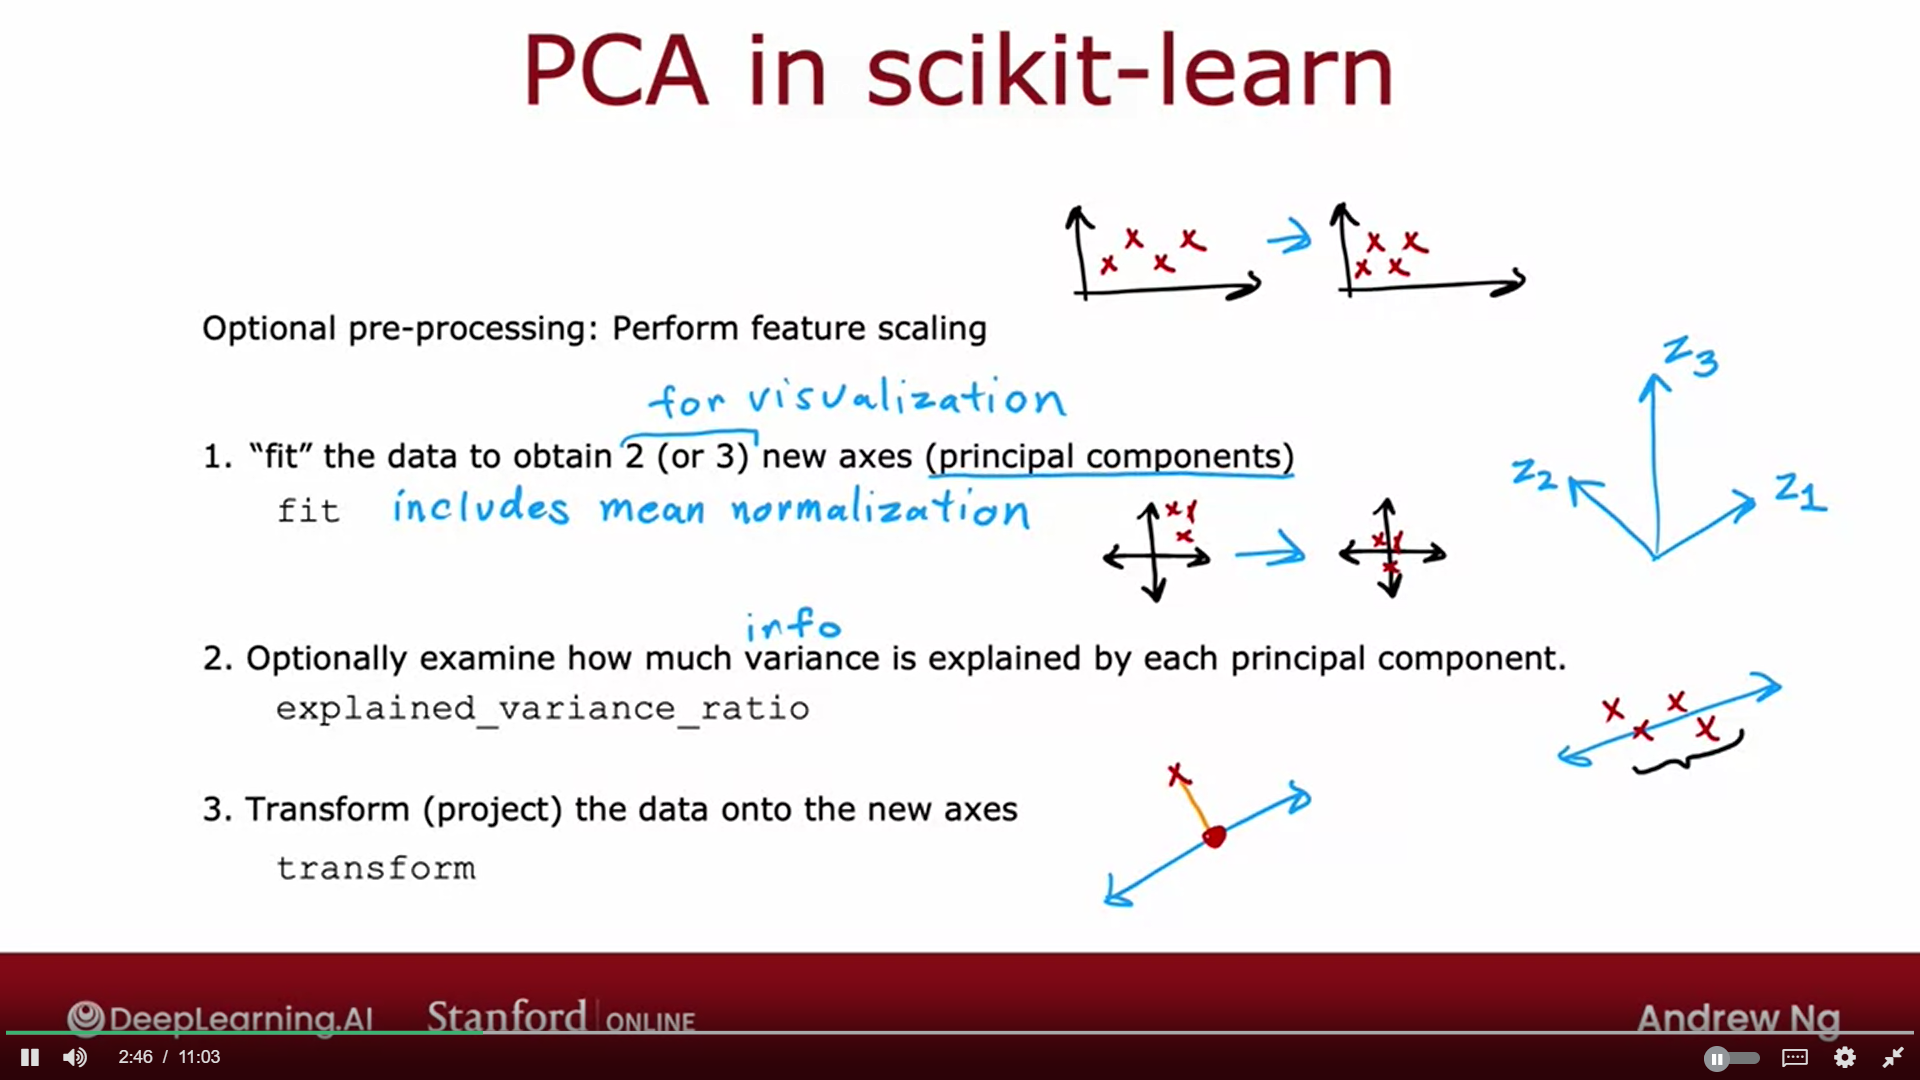 PCA in scikit-learn
Optional pre-processing: Perform feature scaling
for visualization
1. “fit” the data to obtain 2 (or 3) new axes (principal components)
fit includes mean normalization
z3
z2
z1
info
2. Optionally examine how much variance is explained by each principal component.
explained_variance_ratio
3. Transform (project) the data onto the new axes
transform
DeepLearning.AI Stanford | ONLINE Andrew Ng
2:46 / 11:03